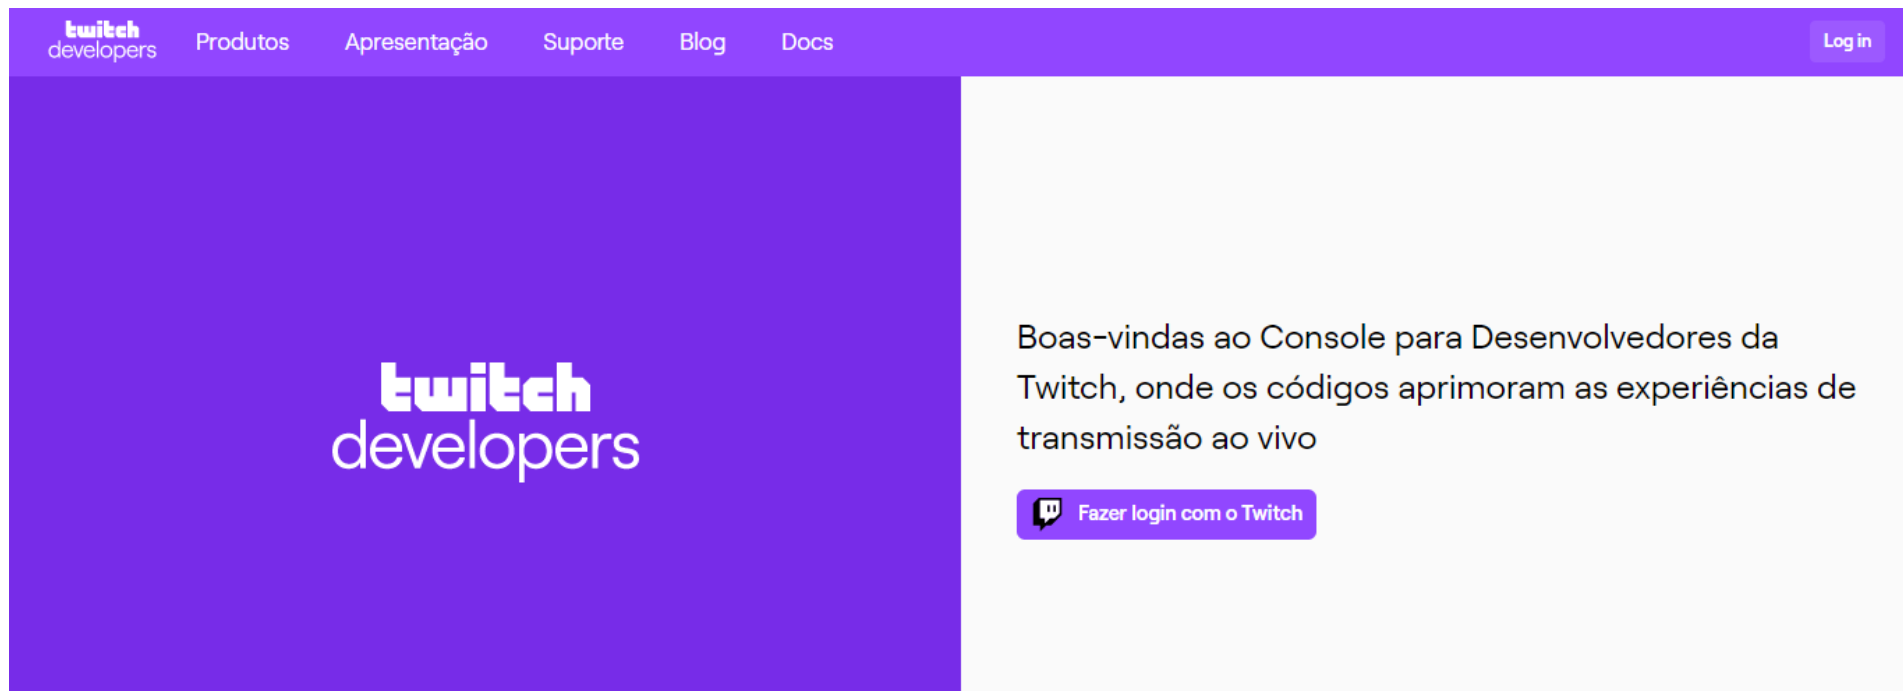 twitch
developers
Produtos
Apresentação
Suporte
Blog
Docs
Log in
twitch
developers
Boas-vindas ao Console para Desenvolvedores da
Twitch, onde os códigos aprimoram as experiências de
transmissão ao vivo
Fazer login com o Twitch